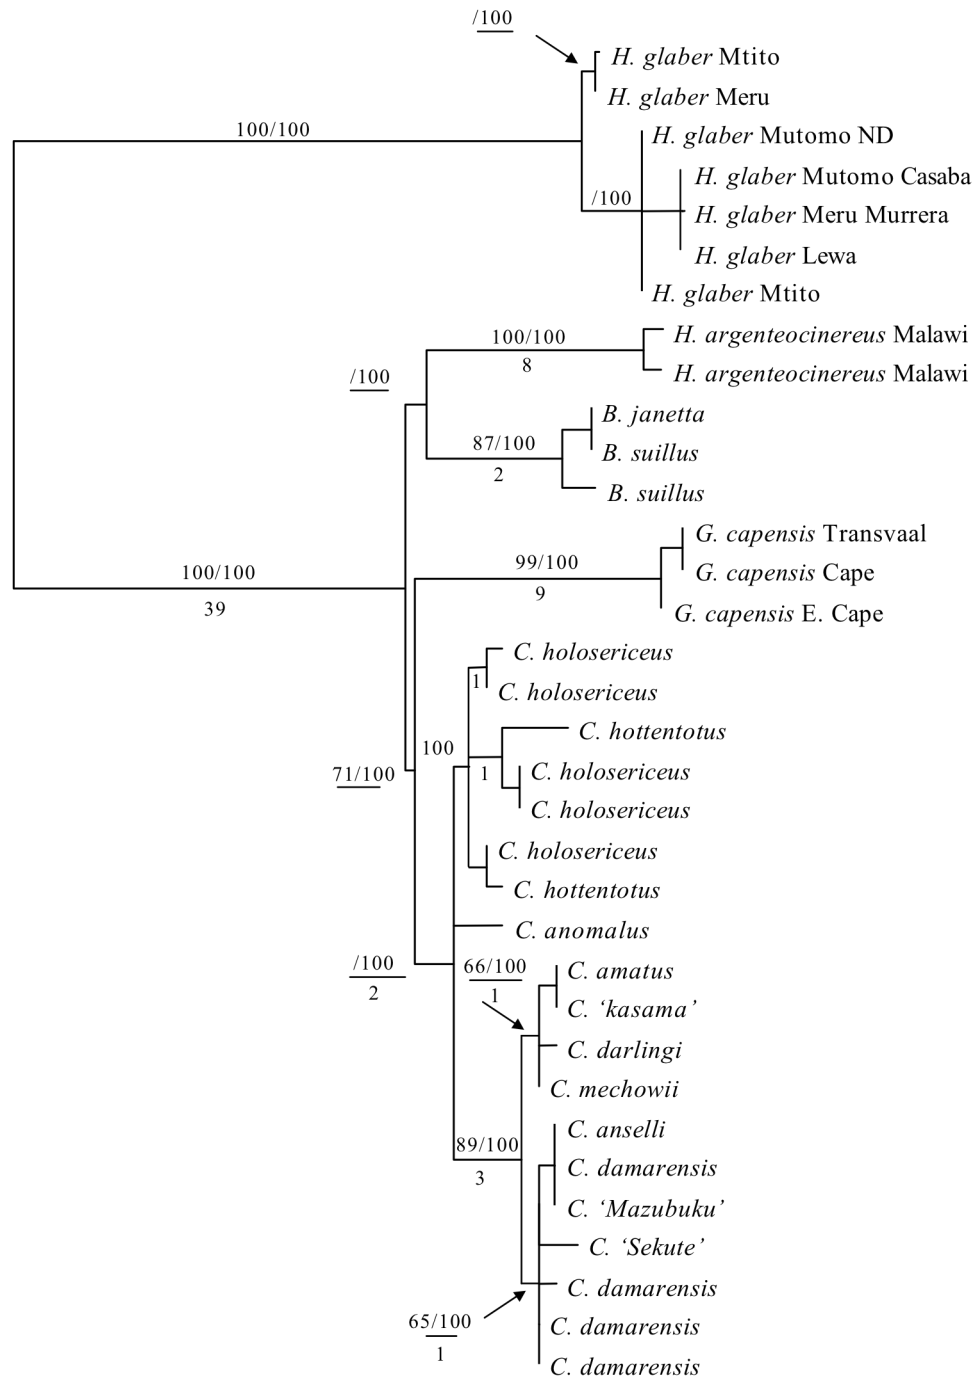 /100
H. glaber Mtito
H. glaber Meru
100/100
H. glaber Mutomo ND
H. glaber Mutomo Casaba
/100
H. glaber Meru Murrera
H. glaber Lewa
H. glaber Mtito
H. argenteocinereus Malawi
100/100
8
H. argenteocinereus Malawi
/100
B. janetta
87/100
B. suillus
2
B. suillus
G. capensis Transvaal
99/100
G. capensis Cape
100/100
9
39
G. capensis E. Cape
C. holosericeus
1
C. holosericeus
C. hottentotus
100
C. holosericeus
71/100
1
C. holosericeus
C. holosericeus
C. hottentotus
C. anomalus
/100
66/100
C. amatus
2
1
C. ‘kasama’
C. darlingi
C. mechowii
C. anselli
89/100
C. damarensis
3
C. ‘Mazubuku’
C. ‘Sekute’
C. damarensis
65/100
C. damarensis
1
C. damarensis